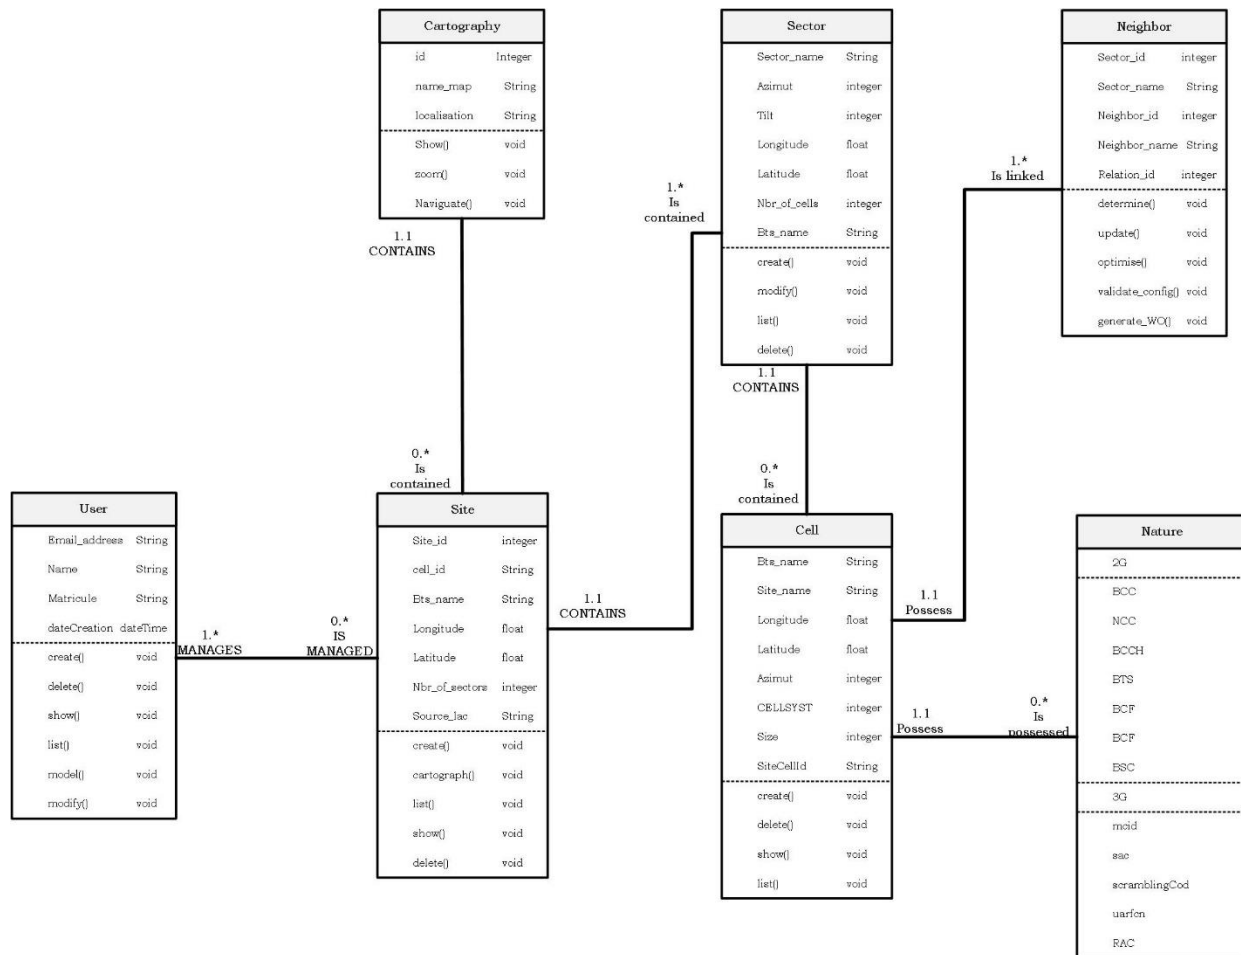 Cartography
id Integer
name_map String
localisation String
Show() void
zoom() void
Naviguate() void
1.1
CONTAINS
0.*
Is
contained
Sector
Sector_name String
Azimut integer
Tilt integer
Longitude float
Latitude float
Nbr_of_cells integer
Bts_name String
create() void
modify() void
list() void
delete() void
1.*
Is
contained
1.1
CONTAINS
0.*
Is
contained
Neighbor
Sector_id integer
Sector_name String
Neighbor_id integer
Neighbor_name String
Relation_id integer
determine() void
update() void
optimise() void
validate_config() void
generate_WO() void
1.*
Is linked
User
Email_address String
Name String
Matricule String
dateCreation dateTime
create() void
delete() void
show() void
list() void
model() void
modify() void
1.*
MANAGES
0.*
IS
MANAGED
Site
Site_id integer
cell_id String
Bts_name String
Longitude float
Latitude float
Nbr_of_sectors integer
Source_lac String
create() void
cartograph() void
list() void
show() void
delete() void
1.1
CONTAINS
Cell
Bts_name String
Site_name String
Longitude float
Latitude float
Azimut integer
CELLSYST integer
Size integer
SiteCellId String
create() void
delete() void
show() void
list() void
1.1
Possess
1.1
Possess
0.*
Is
possessed
Nature
2G
BCC
NCC
BCCH
BTS
BCF
BCF
BSC
3G
mcid
sac
scramblingCod
uarfcn
RAC